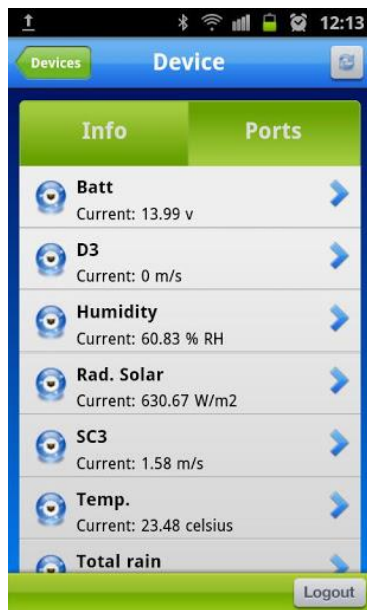 12:13
Devices
Device
Info
Ports
Batt
Current: 13.99 v
D3
Current: 0 m/s
Humidity
Current: 60.83 % RH
Rad. Solar
Current: 630.67 W/m2
SC3
Current: 1.58 m/s
Temp.
Current: 23.48 celsius
Total rain
Logout